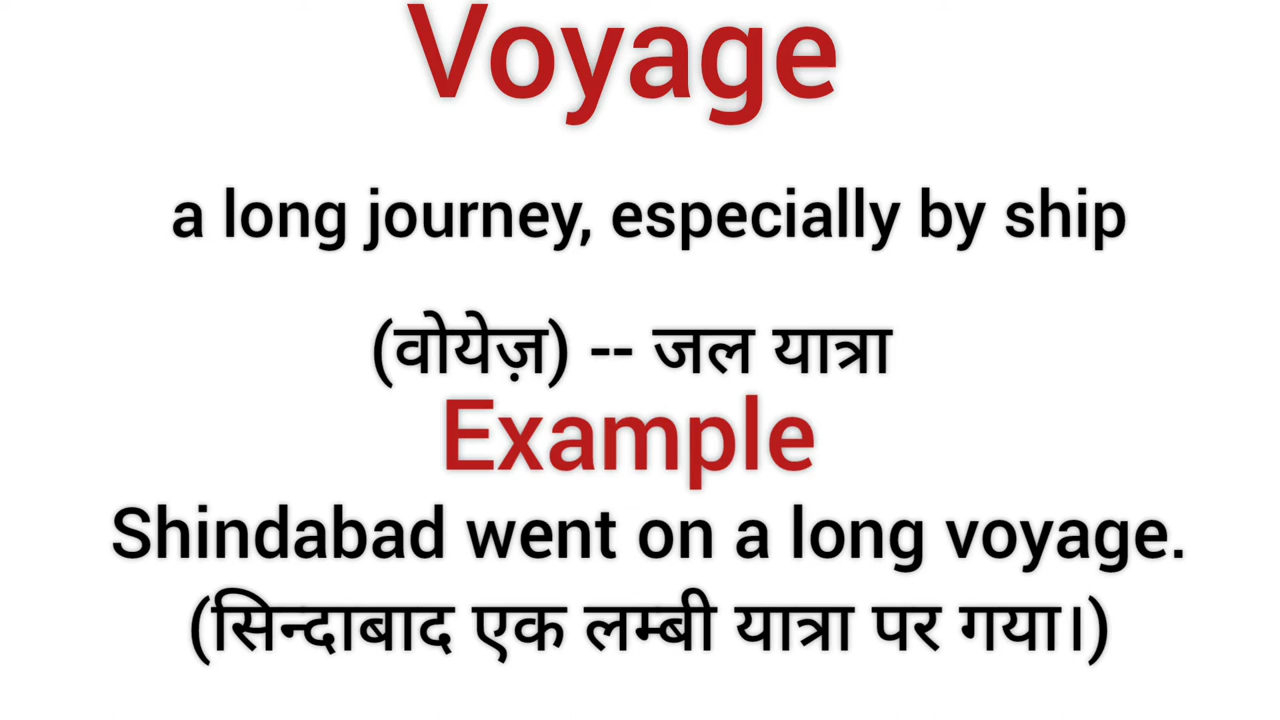 Voyage
a long journey, especially by ship
(वोयेज़) -- जल यात्रा
Example
Shindabad went on a long voyage.
(सिन्दाबाद एक लम्बी यात्रा पर गया।)